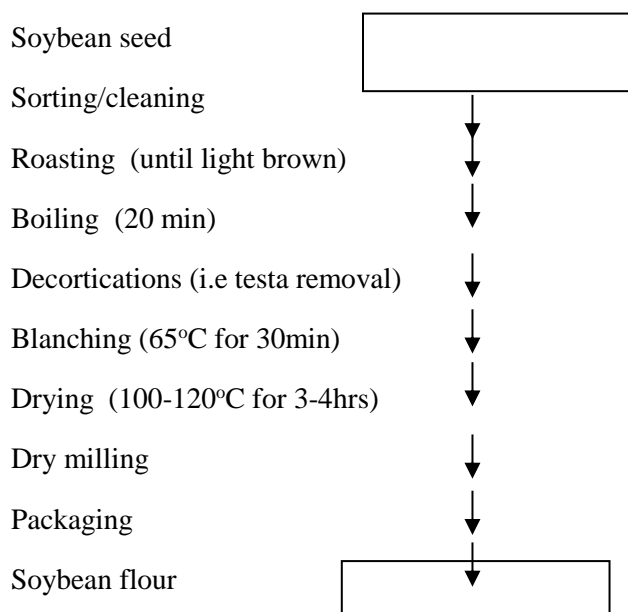 Soybean seed
Sorting/cleaning
Roasting  (until light brown)
Boiling  (20 min)
Decortications (i.e testa removal)
Blanching (65°C for 30min)
Drying  (100-120°C for 3-4hrs)
Dry milling
Packaging
Soybean flour